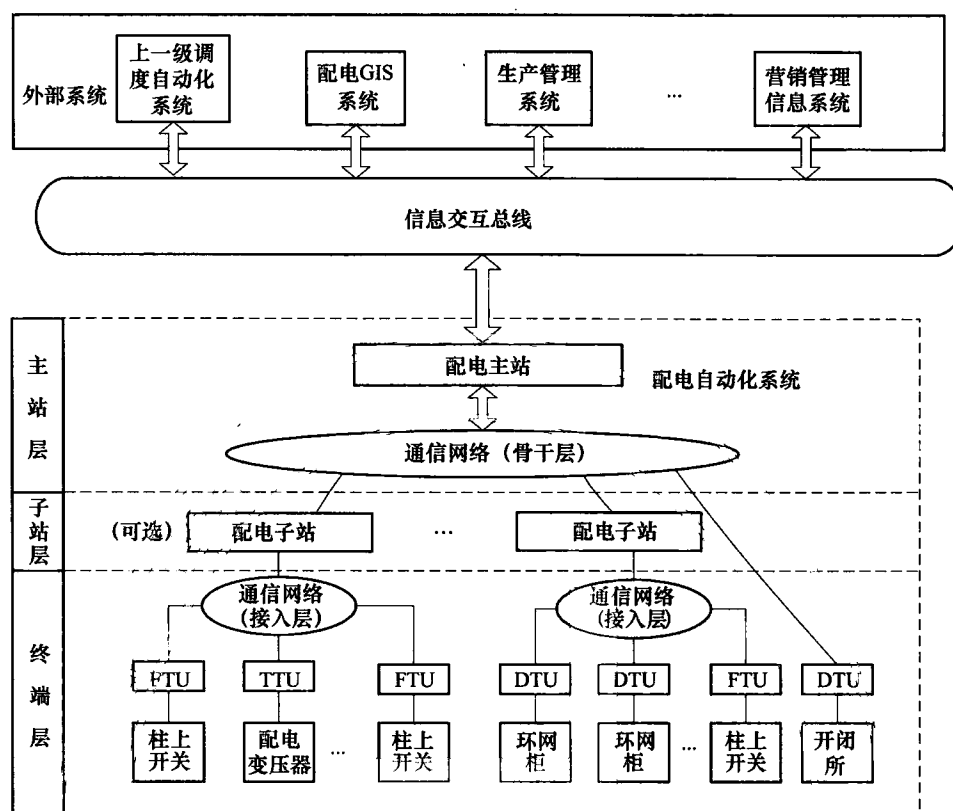 上一级调
度自动化
系统
配电GIS
系统
生产管理
系统
...
营销管理
信息系统
外部系统
信息交互总线
主
站
层
配电主站
配电自动化系统
通信网络（骨干层）
子
站
层
(可选)
配电子站
...
配电子站
终
端
层
通信网络
(接入层)
通信网络
(接入层)
FTU
TTU
FTU
DTU
DTU
FTU
DTU
柱上
开关
配电
变压器
...
柱上
开关
环网
柜
环网
柜
...
柱上
开关
开闭
所